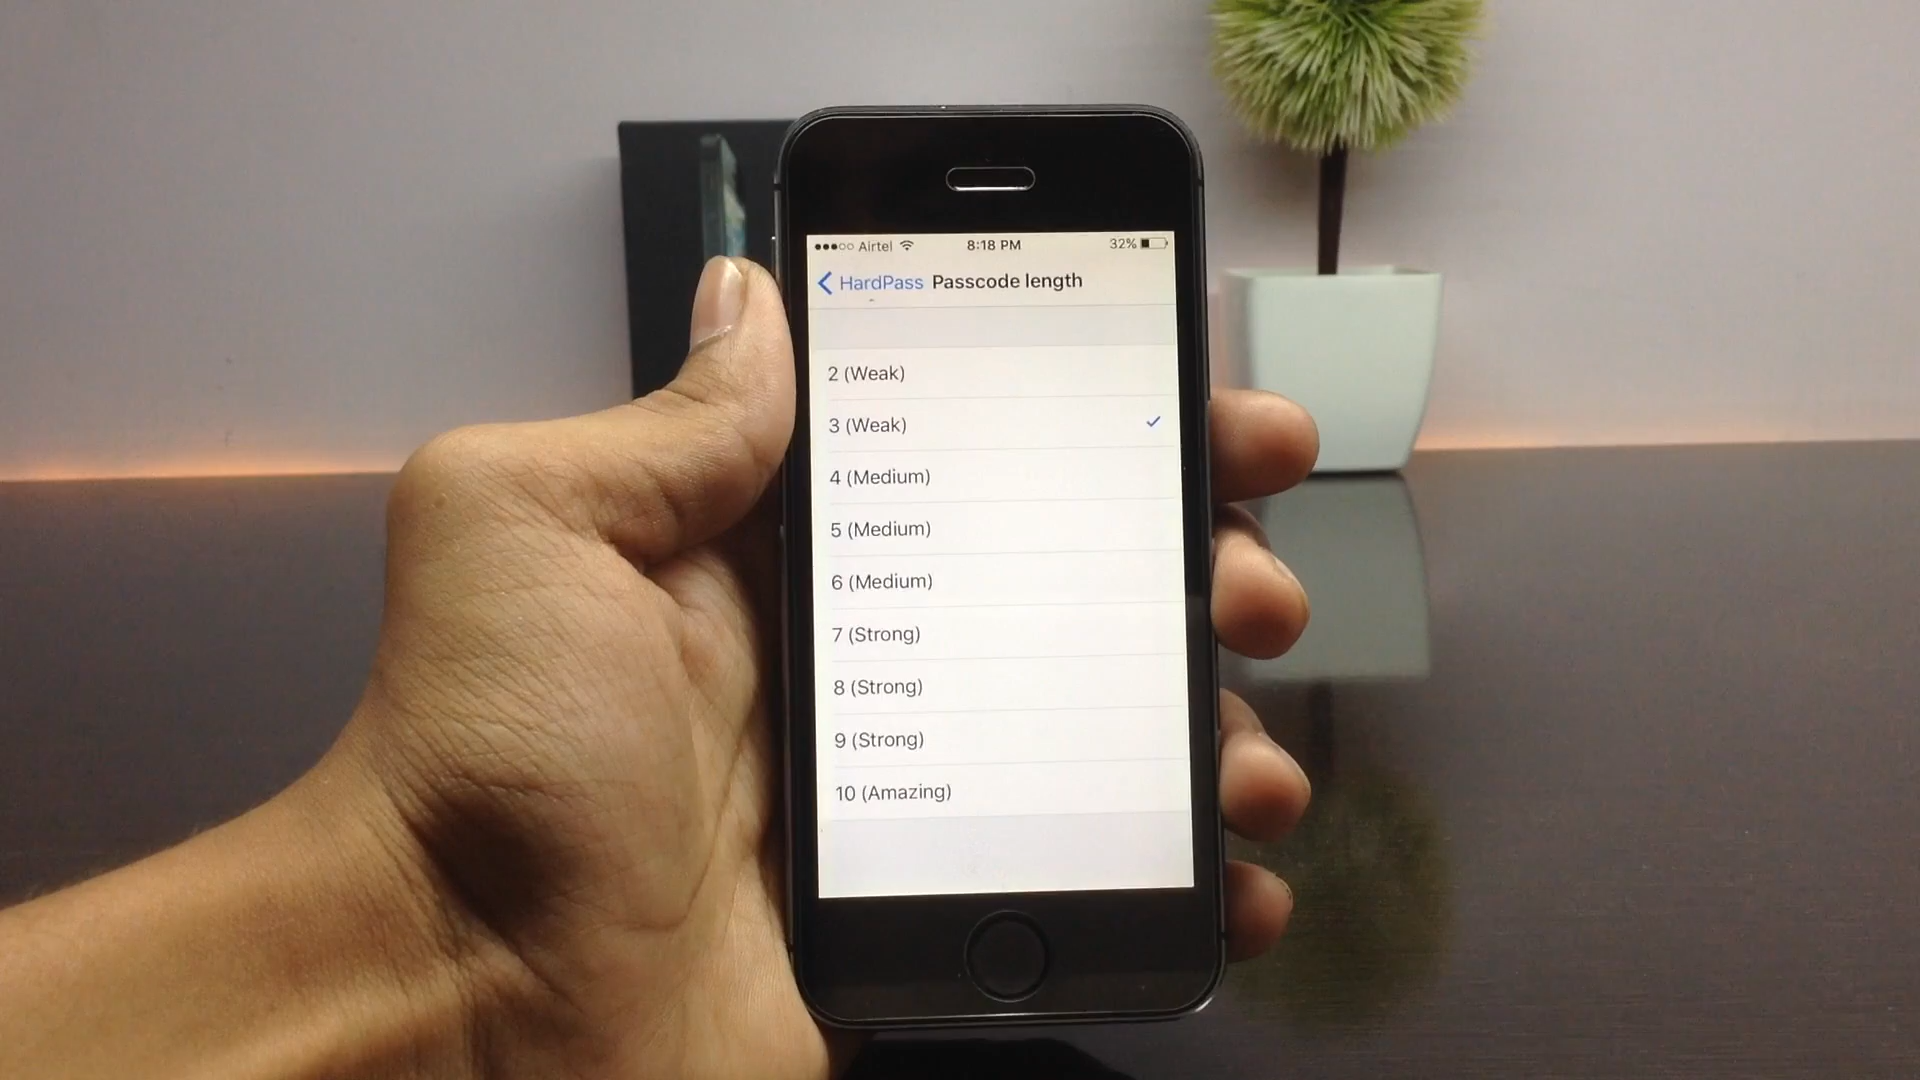 Airtel 8:18 PM 32%
HardPass Passcode length
2 (Weak)
3 (Weak)
4 (Medium)
5 (Medium)
6 (Medium)
7 (Strong)
8 (Strong)
9 (Strong)
10 (Amazing)